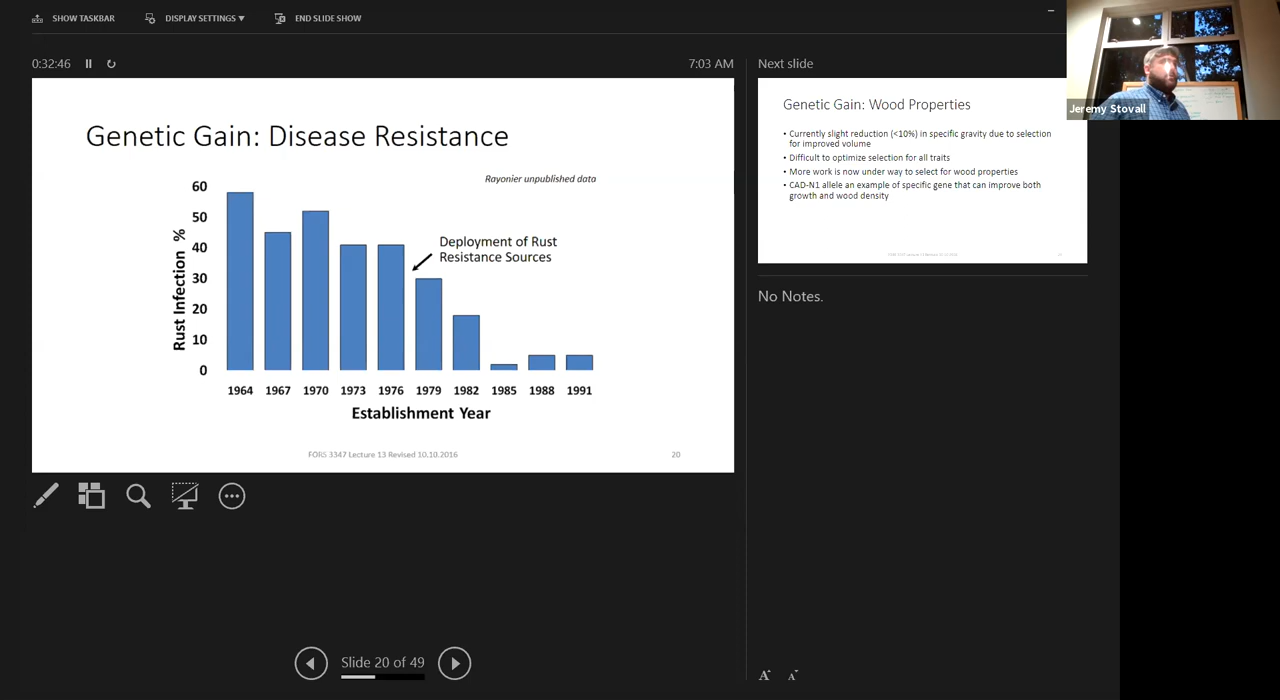 SHOW TASKBAR
DISPLAY SETTINGS ▼
END SLIDE SHOW
0:32:46
7:03 AM
Next slide
Jeremy Stovall
Genetic Gain: Disease Resistance
Rayonier unpublished data
60
50
40
30
20
10
0
Rust Infection %
Deployment of Rust
Resistance Sources
1964 1967 1970 1973 1976 1979 1982 1985 1988 1991
Establishment Year
FORS 3347 Lecture 13 Revised 10.10.2016
20
Genetic Gain: Wood Properties
• Currently slight reduction (<10%) in specific gravity due to selection
for improved volume
• Difficult to optimize selection for all traits
• More work is now under way to select for wood properties
• CAD-N1 allele an example of specific gene that can improve both
growth and wood density
No Notes.
Slide 20 of 49
A A